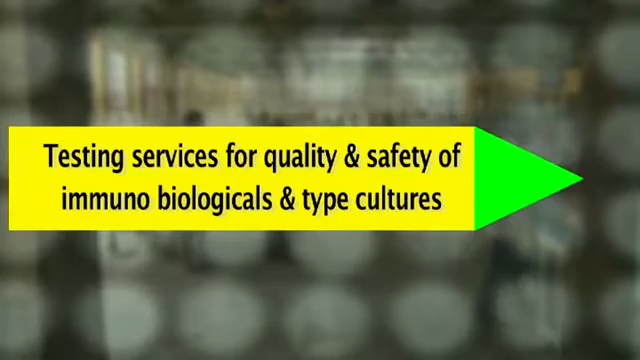 Testing services for quality & safety of
immuno biologicals & type cultures